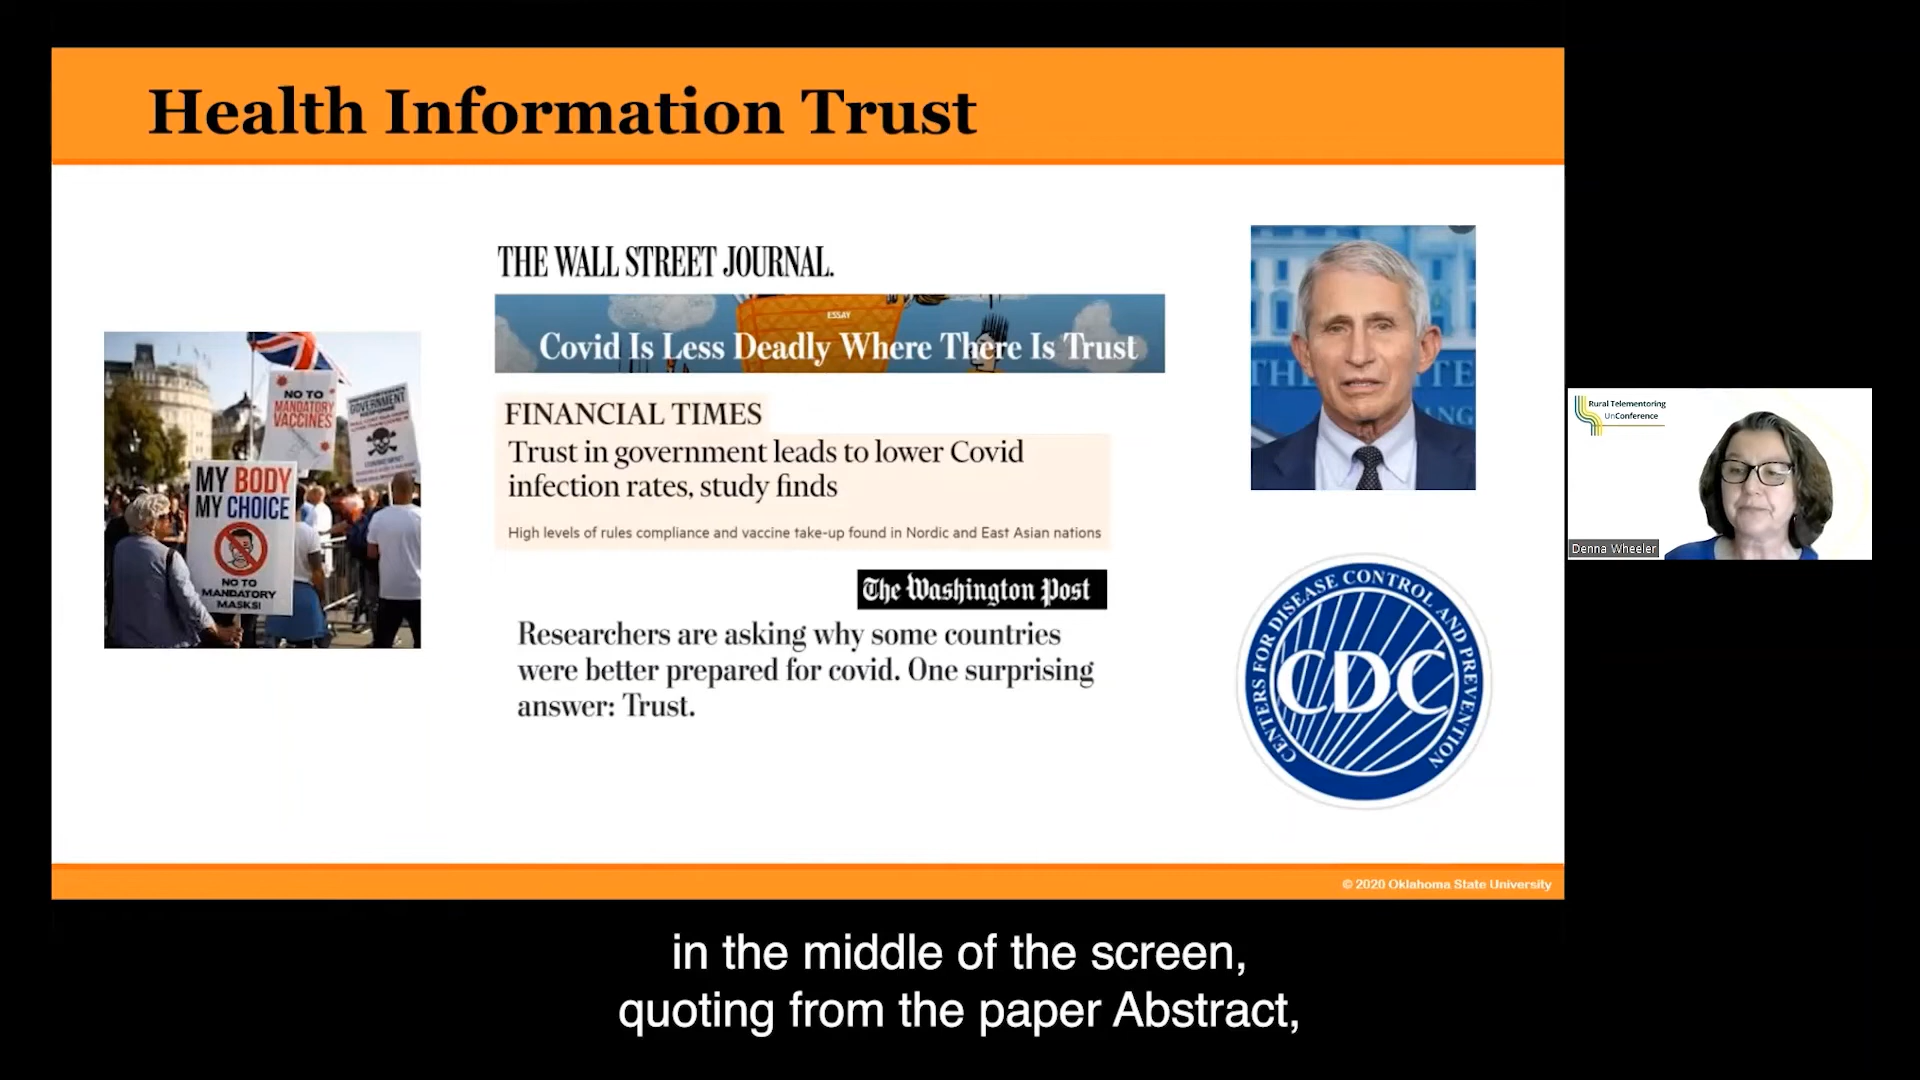 Health Information Trust
THE WALL STREET JOURNAL.
ESSAY
Covid Is Less Deadly Where There Is Trust
FINANCIAL TIMES
Trust in government leads to lower Covid
infection rates, study finds
High levels of rules compliance and vaccine take-up found in Nordic and East Asian nations
The Washington Post
Researchers are asking why some countries
were better prepared for covid. One surprising
answer: Trust.
NO TO
MANDATORY
VACCINES
GOVERNMENT
MY BODY
MY CHOICE
NO TO
MANDATORY
MASKS!
CENTERS FOR DISEASE CONTROL AND PREVENTION
CDC
Rural Telementoring
UnConference
Denna Wheeler
© 2020 Oklahoma State University
in the middle of the screen,
quoting from the paper Abstract,